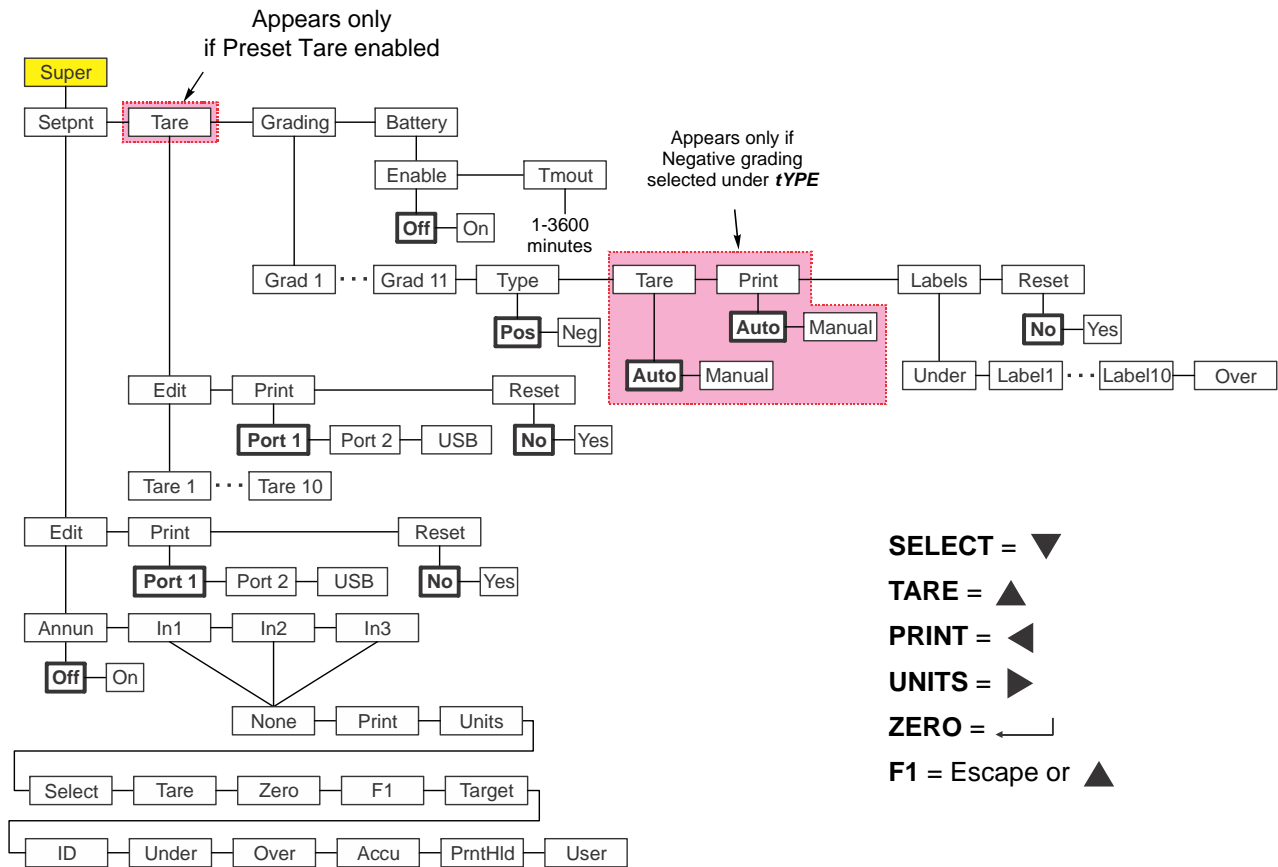 Appears only
if Preset Tare enabled
Super
Setpnt Tare Grading Battery
Appears only if
Negative grading
selected under tYPE
Enable Tmout
Off On 1-3600
minutes
Grad 1 ··· Grad 11 Type Tare Print Labels Reset
Pos Neg Auto Manual No Yes
Auto Manual Under Label1 ··· Label10 Over
Edit Print Reset
Port 1 Port 2 USB No Yes
Tare 1 ··· Tare 10
Edit Print Reset
Port 1 Port 2 USB No Yes
Annun In1 In2 In3
Off On
None Print Units
Select Tare Zero F1 Target
ID Under Over Accu PrntHld User
SELECT = ▼
TARE = ▲
PRINT = ◀
UNITS = ▶
ZERO = ↵
F1 = Escape or ▲